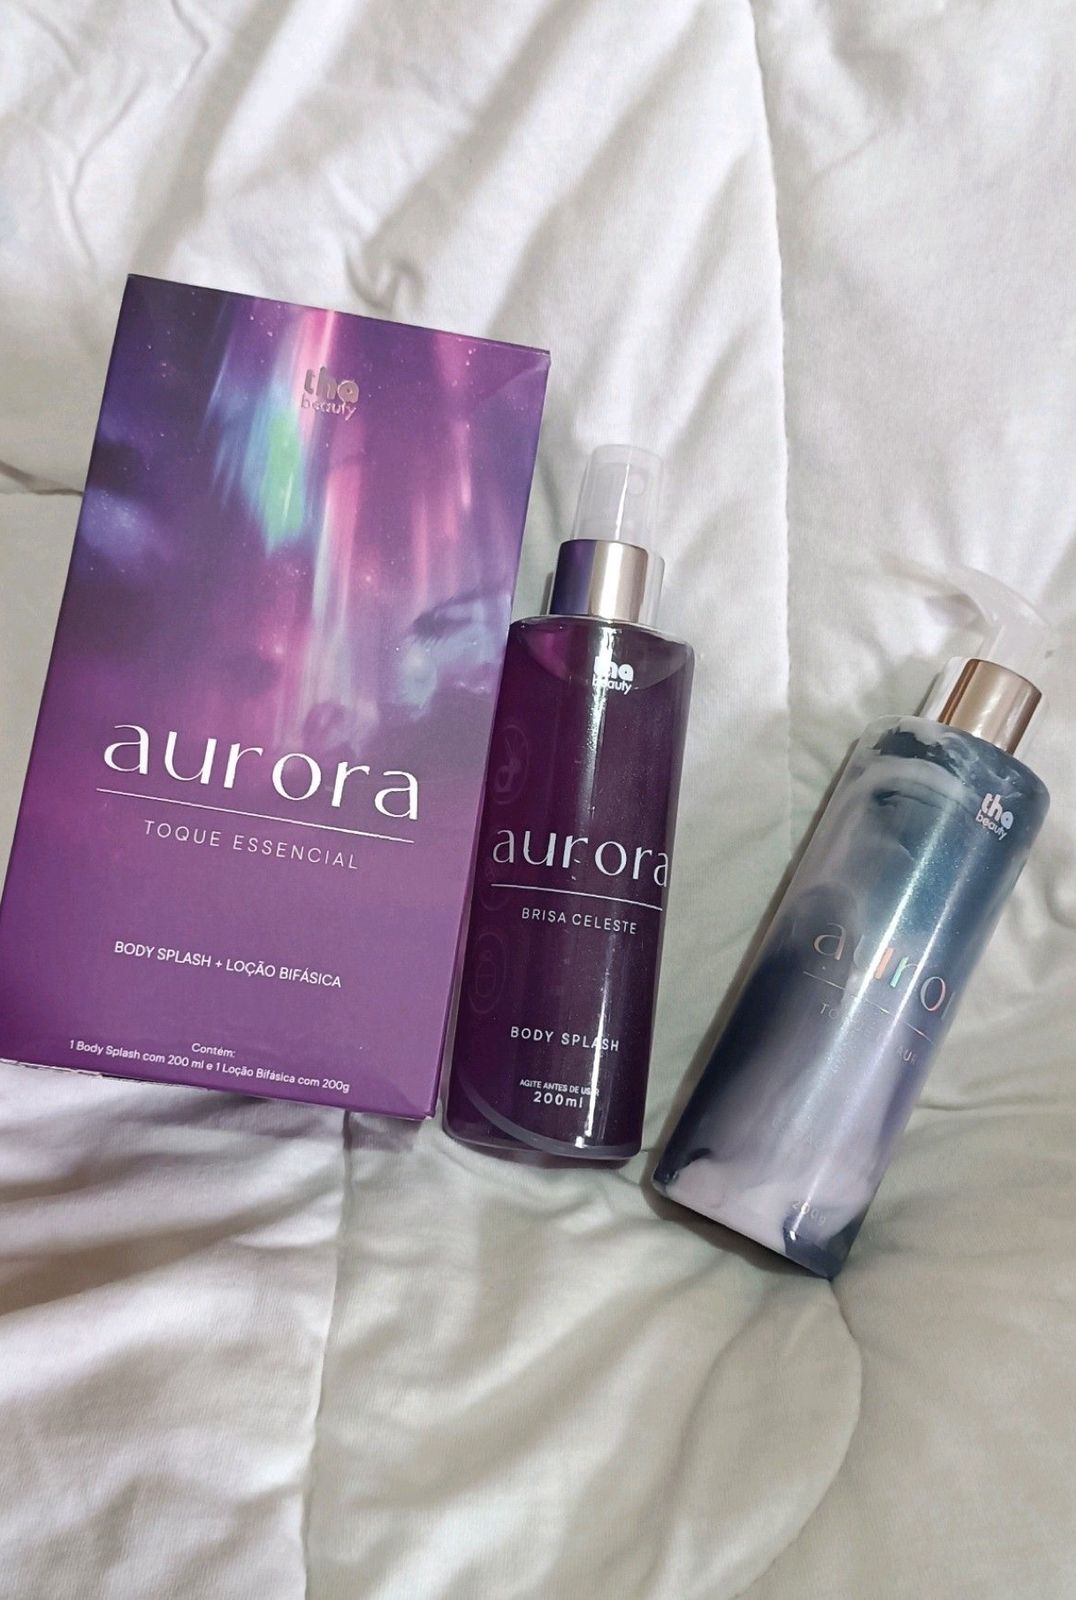 tha
beauty
aurora
TOQUE ESSENCIAL
BODY SPLASH + LOÇÃO BIFÁSICA
Contém:
1 Body Splash com 200 ml e 1 Loção Bifásica com 200g
tha
beauty
aurora
BRISA CELESTE
BODY SPLASH
AGITE ANTES DE USAR
200ml
tha
beauty
200g